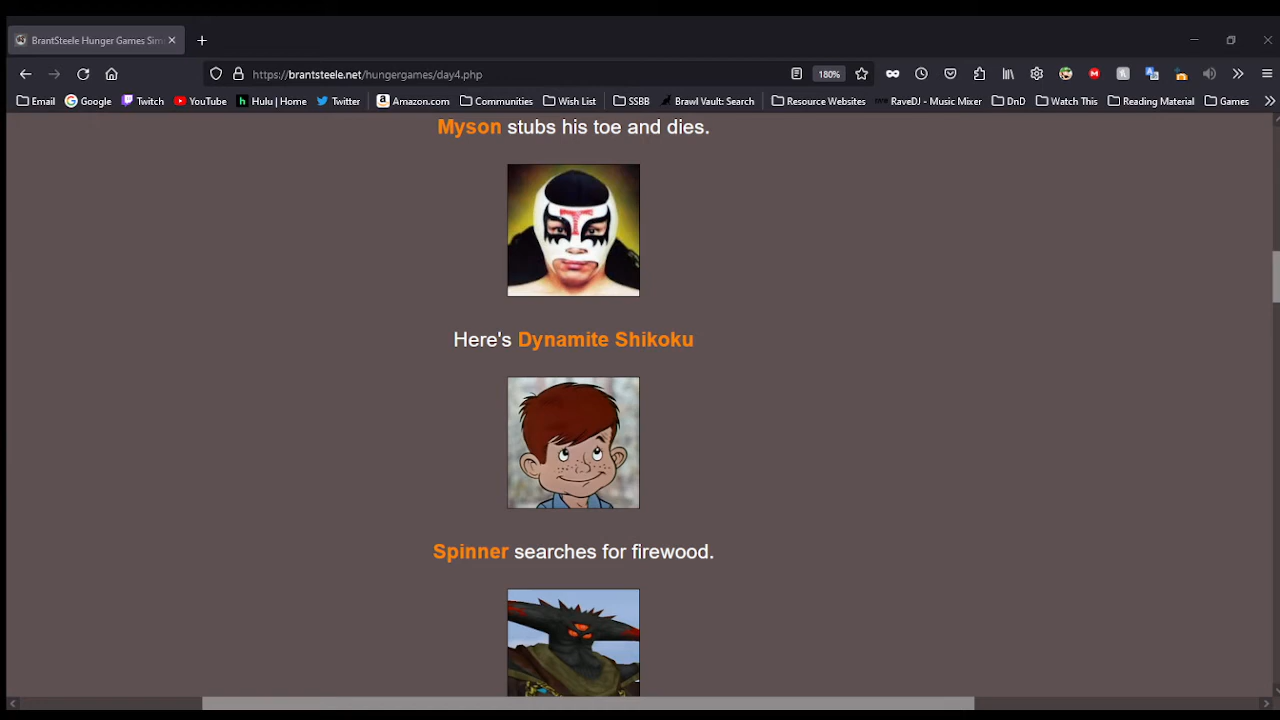 BrantSteele Hunger Games Sim
https://brantsteele.net/hungergames/day4.php
180%
Email
Google
Twitch
YouTube
Hulu | Home
Twitter
Amazon.com
Communities
Wish List
SSBB
Brawl Vault: Search
Resource Websites
RaveDJ - Music Mixer
DnD
Watch This
Reading Material
Games
Myson stubs his toe and dies.
Here's Dynamite Shikoku
Spinner searches for firewood.